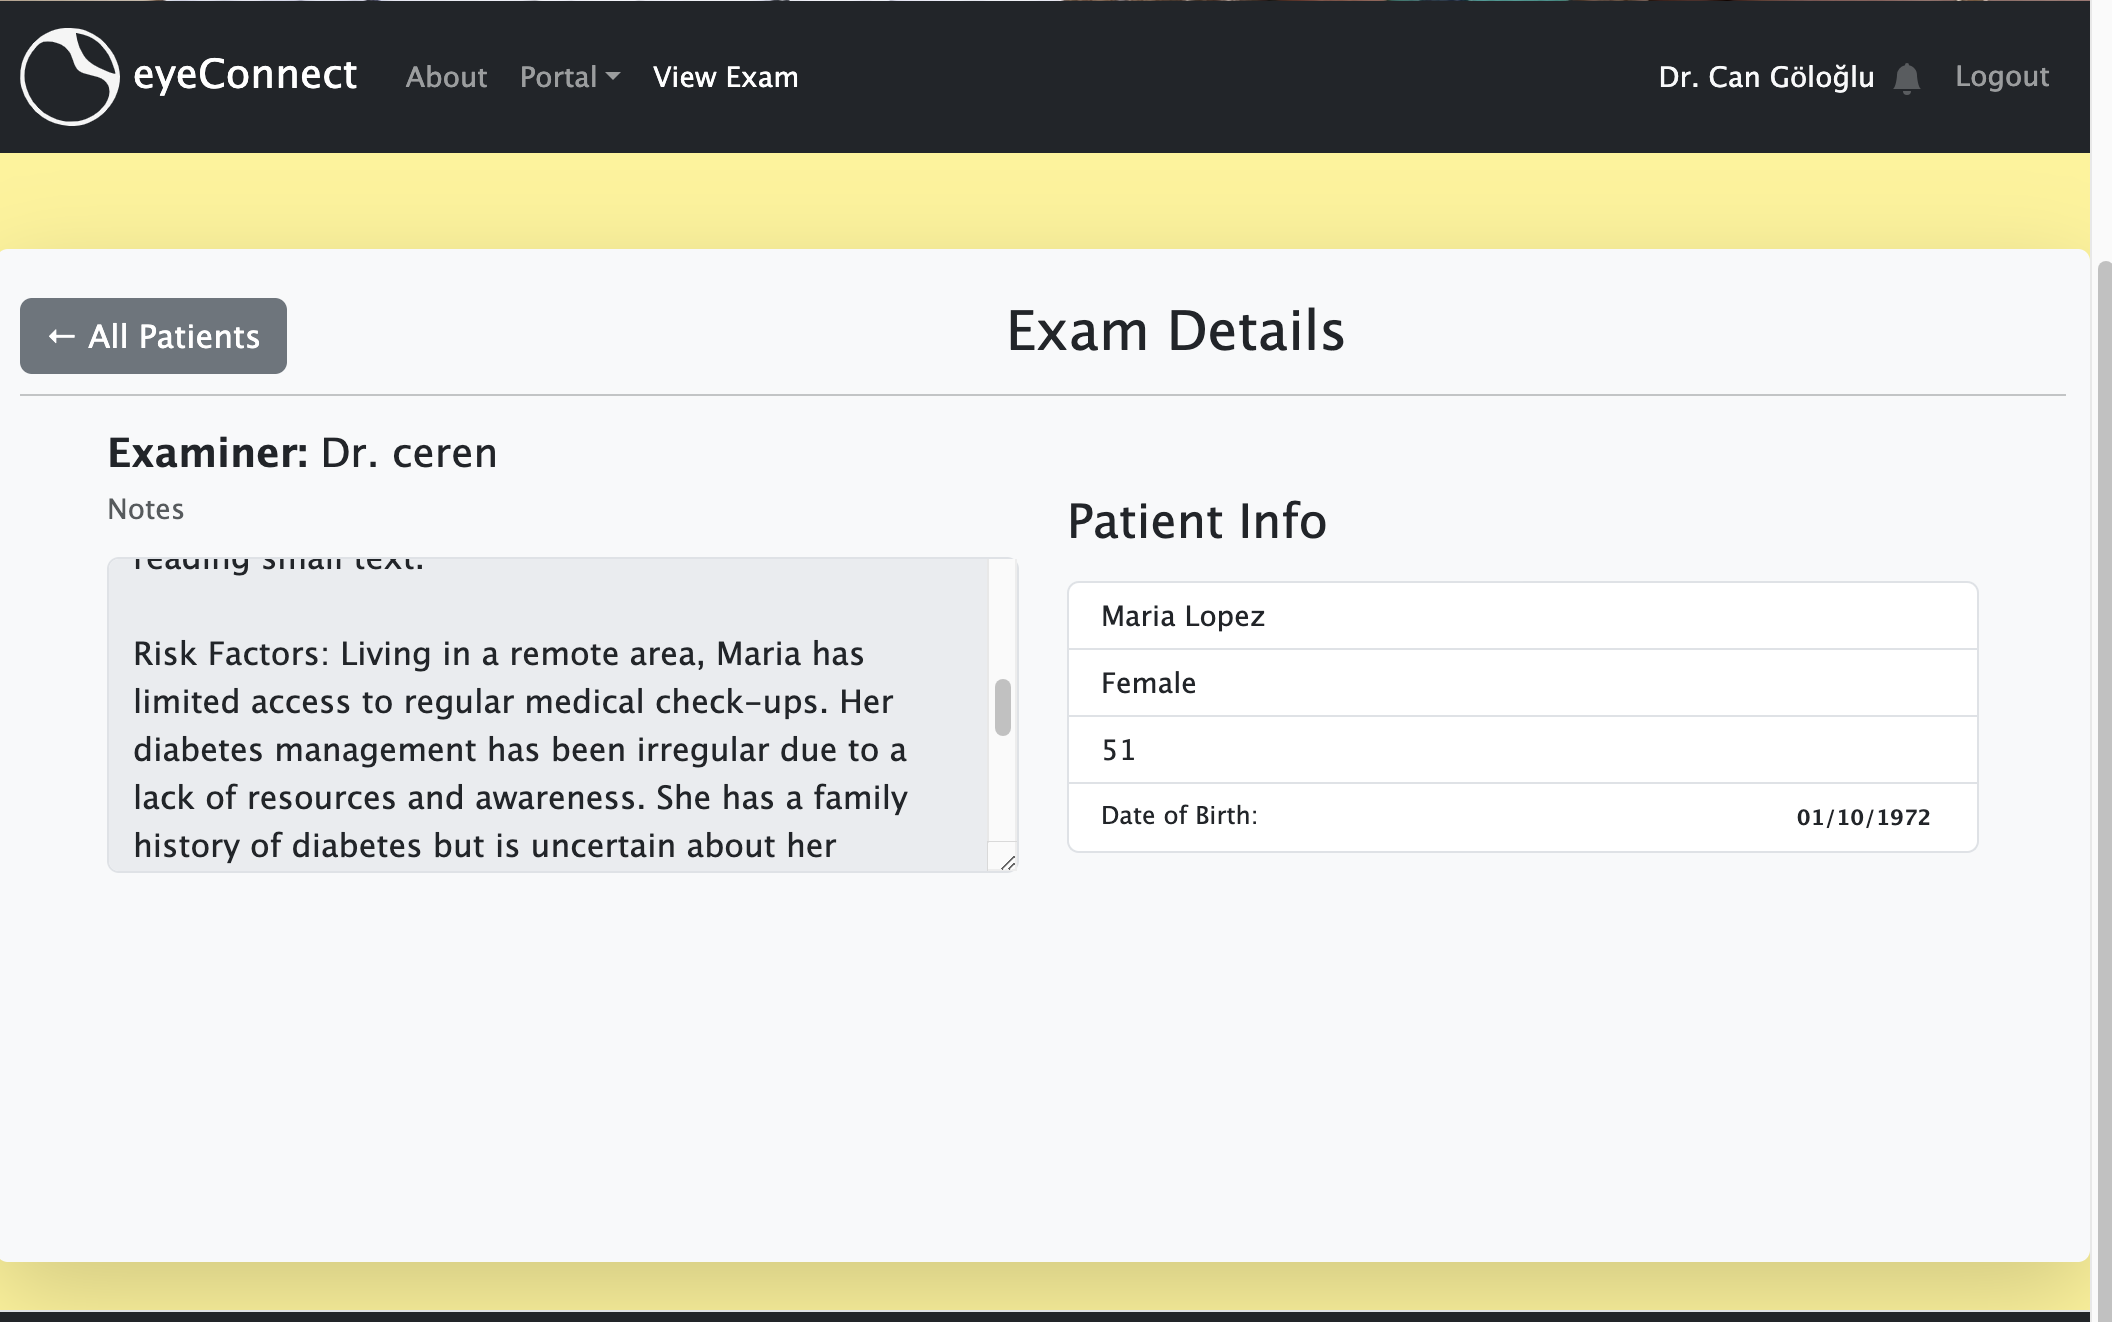 eyeConnect About Portal View Exam Dr. Can Göloğlu Logout
← All Patients
Exam Details
Examiner: Dr. ceren
Notes
reading small text.
Risk Factors: Living in a remote area, Maria has
limited access to regular medical check-ups. Her
diabetes management has been irregular due to a
lack of resources and awareness. She has a family
history of diabetes but is uncertain about her
Patient Info
Maria Lopez
Female
51
Date of Birth: 01/10/1972